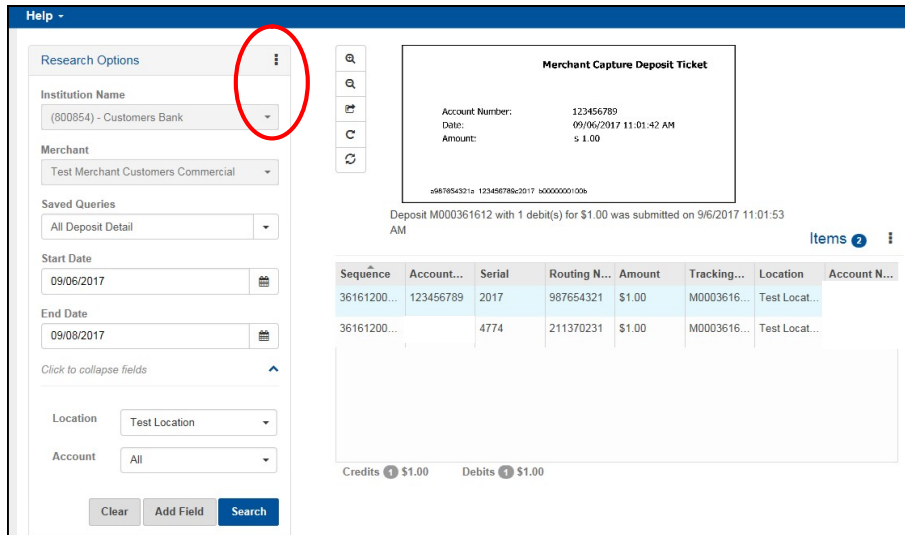 Help
Research Options
Institution Name
(800854) - Customers Bank
Merchant
Test Merchant Customers Commercial
Saved Queries
All Deposit Detail
Start Date
09/06/2017
End Date
09/08/2017
Click to collapse fields
Location Test Location
Account All
Clear Add Field Search
Merchant Capture Deposit Ticket
Account Number: 123456789
Date: 09/06/2017 11:01:42 AM
Amount: $ 1.00
a987654321a 123456789c2017 b0000000100b
Deposit M000361612 with 1 debit(s) for $1.00 was submitted on 9/6/2017 11:01:53
AM
Items 2
Sequence Account... Serial Routing N... Amount Tracking... Location Account N...
36161200... 123456789 2017 987654321 $1.00 M0003616... Test Locat...
36161200... 4774 211370231 $1.00 M0003616... Test Locat...
Credits 1 $1.00 Debits 1 $1.00